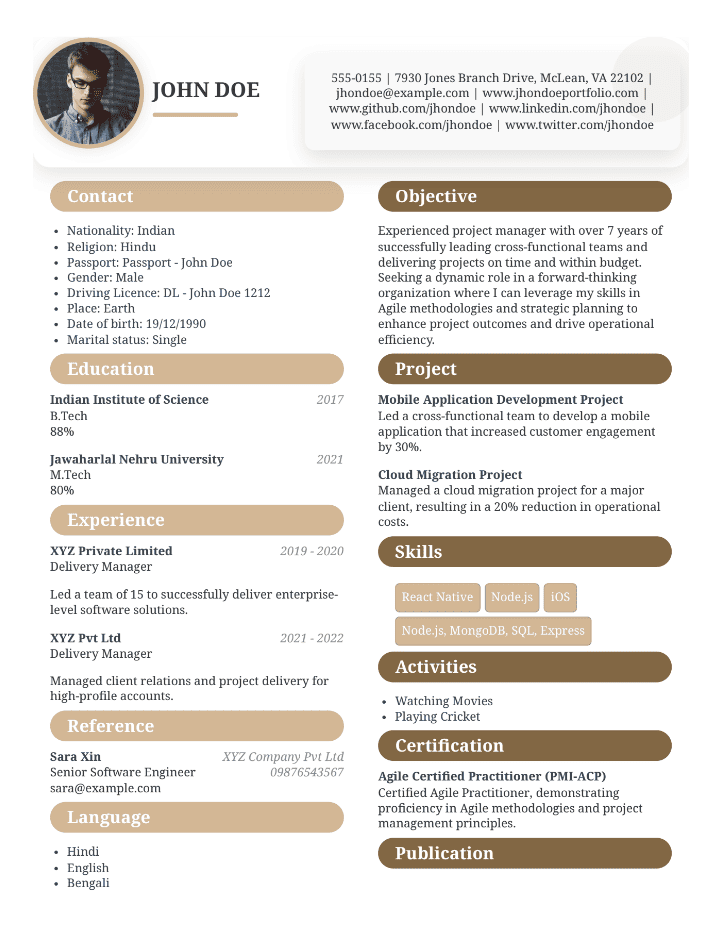 JOHN DOE
555-0155 | 7930 Jones Branch Drive, McLean, VA 22102 |
jhondoe@example.com | www.jhondoeportfolio.com |
www.github.com/jhondoe | www.linkedin.com/jhondoe |
www.facebook.com/jhondoe | www.twitter.com/jhondoe
Contact
• Nationality: Indian
• Religion: Hindu
• Passport: Passport - John Doe
• Gender: Male
• Driving Licence: DL - John Doe 1212
• Place: Earth
• Date of birth: 19/12/1990
• Marital status: Single
Education
Indian Institute of Science 2017
B.Tech
88%
Jawaharlal Nehru University 2021
M.Tech
80%
Experience
XYZ Private Limited 2019 - 2020
Delivery Manager
Led a team of 15 to successfully deliver enterprise-
level software solutions.
XYZ Pvt Ltd 2021 - 2022
Delivery Manager
Managed client relations and project delivery for
high-profile accounts.
Reference
Sara Xin XYZ Company Pvt Ltd
Senior Software Engineer 09876543567
sara@example.com
Language
• Hindi
• English
• Bengali
Objective
Experienced project manager with over 7 years of
successfully leading cross-functional teams and
delivering projects on time and within budget.
Seeking a dynamic role in a forward-thinking
organization where I can leverage my skills in
Agile methodologies and strategic planning to
enhance project outcomes and drive operational
efficiency.
Project
Mobile Application Development Project
Led a cross-functional team to develop a mobile
application that increased customer engagement
by 30%.
Cloud Migration Project
Managed a cloud migration project for a major
client, resulting in a 20% reduction in operational
costs.
Skills
React Native Node.js iOS
Node.js, MongoDB, SQL, Express
Activities
• Watching Movies
• Playing Cricket
Certification
Agile Certified Practitioner (PMI-ACP)
Certified Agile Practitioner, demonstrating
proficiency in Agile methodologies and project
management principles.
Publication